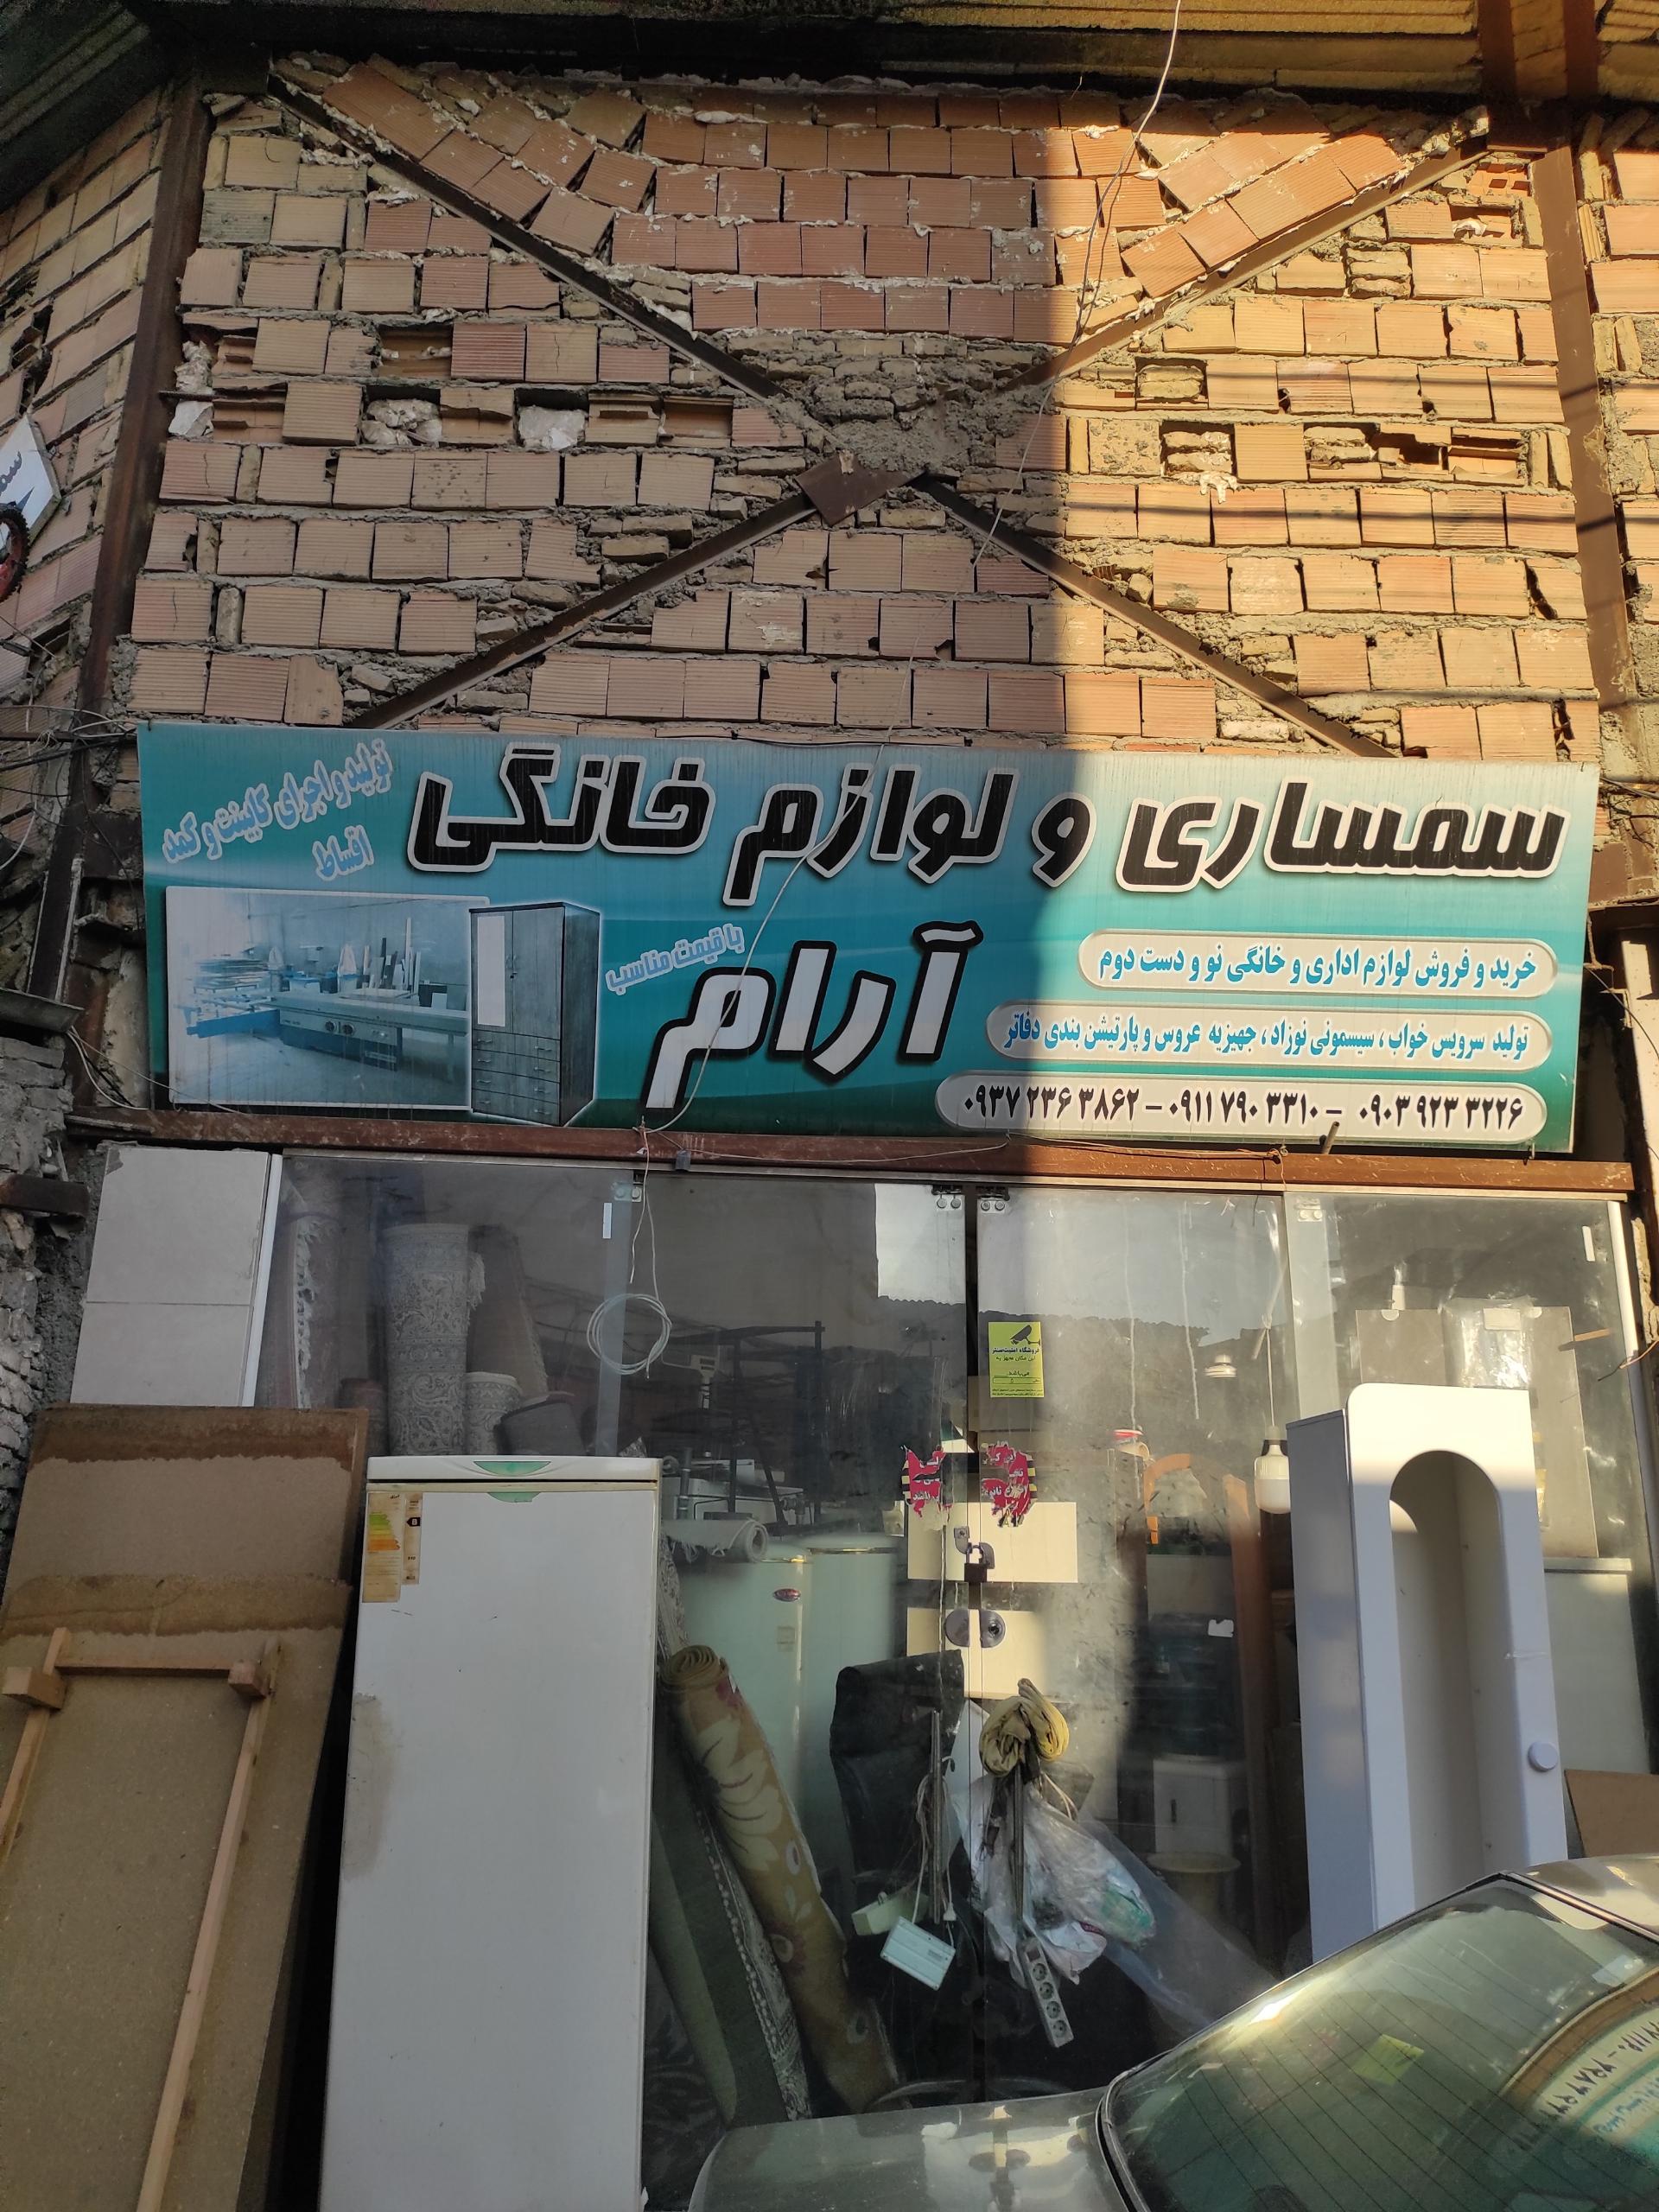 سمساری و لوازم خانگی
آرام
با قیمت مناسب
تولید و اجرای کابینت و کمد
اقساط
خرید و فروش لوازم اداری و خانگی نو و دست دوم
تولید سرویس خواب ، سیسمونی نوزاد ، جهیزیه عروس و پارتیشن بندی دفاتر
۰۹۰۳ ۹۲۳ ۳۲۲۶ – ۰۹۱۱ ۷۹۰ ۳۳۱۰ – ۰۹۳۷ ۲۳۶ ۳۸۶۲